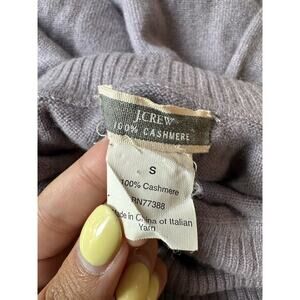 J.CREW
100% CASHMERE
S
100% Cashmere
RN77388
Made in China of Italian
Yarn